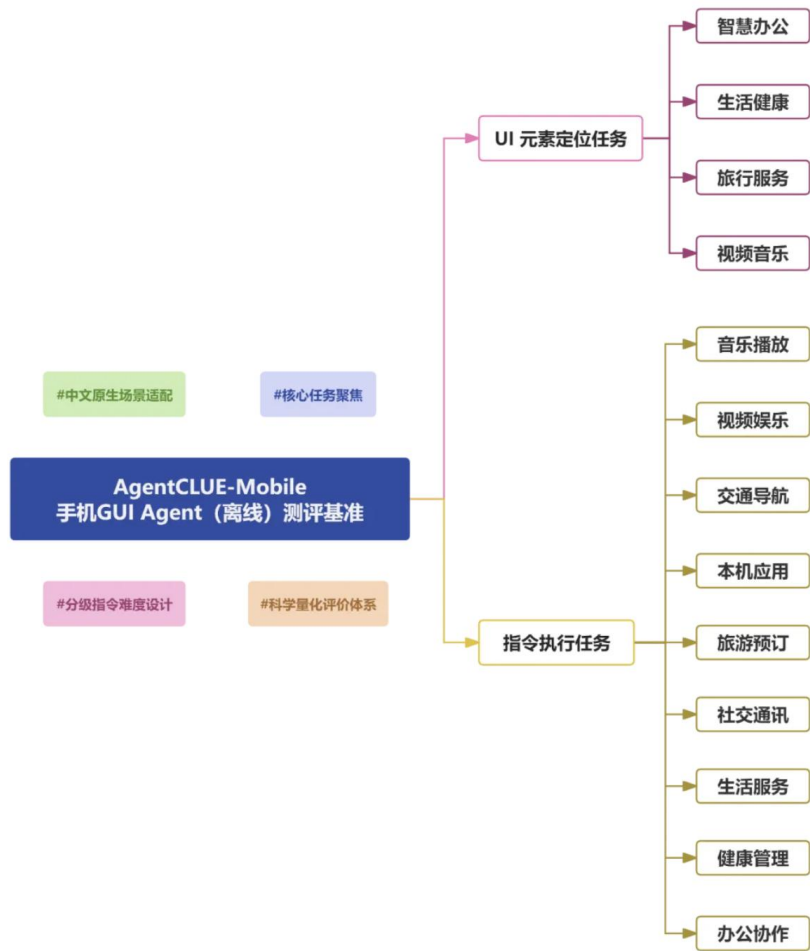 智慧办公
生活健康
UI 元素定位任务
旅行服务
视频音乐
音乐播放
#中文原生场景适配
#核心任务聚焦
视频娱乐
AgentCLUE-Mobile
手机GUI Agent（离线）测评基准
交通导航
本机应用
#分级指令难度设计
#科学量化评价体系
指令执行任务
旅游预订
社交通讯
生活服务
健康管理
办公协作